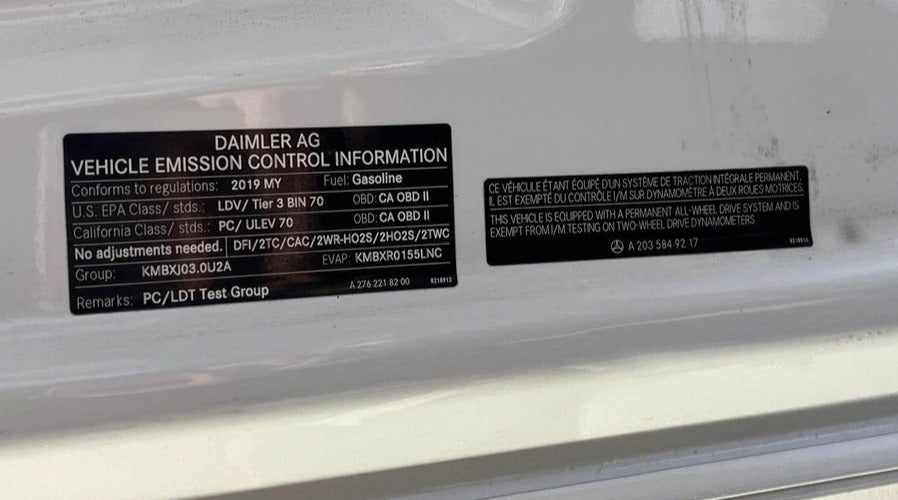 DAIMLER AG
VEHICLE EMISSION CONTROL INFORMATION
Conforms to regulations: 2019 MY Fuel: Gasoline
U.S. EPA Class/ stds.: LDV/ Tier 3 BIN 70 OBD: CA OBD II
California Class/ stds.: PC/ ULEV 70 OBD: CA OBD II
No adjustments needed. DFI/2TC/CAC/2WR-HO2S/2HO2S/2TWC
Group: KMBXJ03.0U2A EVAP: KMBXR0155LNC
Remarks: PC/LDT Test Group A 276 221 82 00
CE VÉHICULE ÉTANT ÉQUIPÉ D'UN SYSTÈME DE TRACTION INTÉGRALE PERMANENT,
IL EST EXEMPTÉ DU CONTRÔLE I/M SUR DYNAMOMÈTRE À DEUX ROUES MOTRICES.
THIS VEHICLE IS EQUIPPED WITH A PERMANENT ALL-WHEEL DRIVE SYSTEM AND IS
EXEMPT FROM I/M TESTING ON TWO-WHEEL DRIVE DYNAMOMETERS
A 203 584 92 17